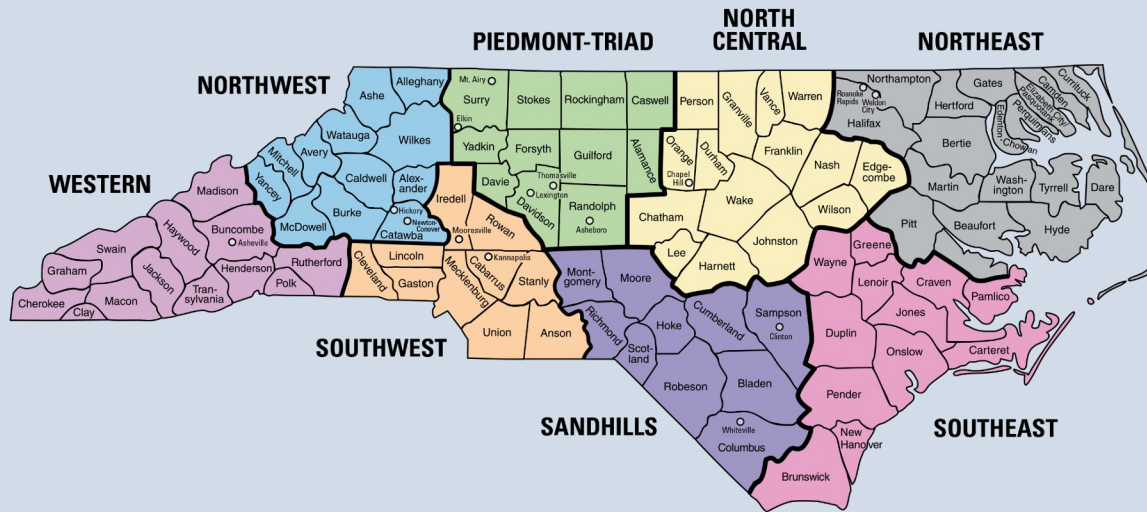 PIEDMONT-TRIAD
NORTH
CENTRAL
NORTHEAST
NORTHWEST
WESTERN
SOUTHWEST
SANDHILLS
SOUTHEAST
Madison
Buncombe
Asheville
Haywood
Swain
Graham
Cherokee
Clay
Macon
Jackson
Tran-
sylvania
Henderson
Polk
Rutherford
Ashe
Alleghany
Watauga
Wilkes
Mitchell
Avery
Yancey
Caldwell
Alex-
ander
McDowell
Burke
Hickory
Newton-
Conover
Catawba
Iredell
Mooresville
Rowan
Kannapolis
Cabarrus
Stanly
Cleveland
Lincoln
Gaston
Mecklenburg
Union
Anson
Mt. Airy
Surry
Stokes
Rockingham
Caswell
Elkin
Yadkin
Forsyth
Guilford
Alamance
Davie
Thomasville
Lexington
Davidson
Randolph
Asheboro
Person
Granville
Vance
Warren
Orange
Durham
Chapel
Hill
Franklin
Nash
Edge-
combe
Chatham
Wake
Wilson
Lee
Harnett
Johnston
Northampton
Roanoke
Rapids
Weldon
City
Halifax
Gates
Hertford
Currituck
Camden
Elizabeth City
Pasquotank
Perquimans
Edenton-
Chowan
Bertie
Martin
Wash-
ington
Tyrrell
Dare
Pitt
Beaufort
Hyde
Mont-
gomery
Moore
Richmond
Scot-
land
Hoke
Cumberland
Sampson
Clinton
Robeson
Bladen
Whiteville
Columbus
Wayne
Greene
Lenoir
Craven
Pamlico
Jones
Duplin
Onslow
Carteret
Pender
New
Hanover
Brunswick